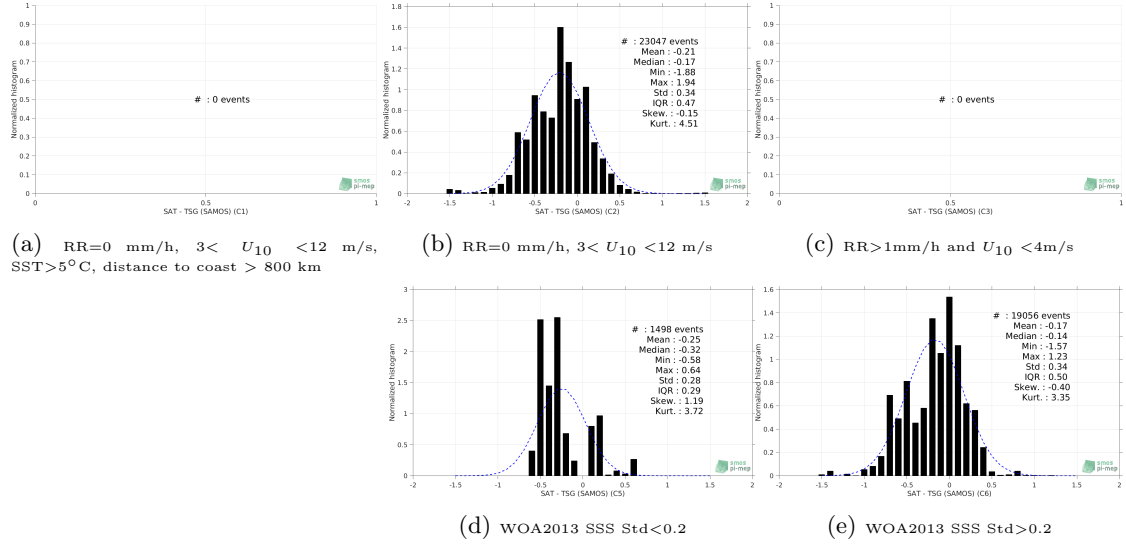 1
0.9
0.8
0.7
0.6
0.5
0.4
0.3
0.2
0.1
0
Normalized histogram
# : 0 events
smos
pi-mep
0 0.5 1
SAT - TSG (SAMOS) (C1)
1.8
1.6
1.4
1.2
1
0.8
0.6
0.4
0.2
0
Normalized histogram
# : 23047 events
Mean : -0.21
Median : -0.17
Min : -1.88
Max : 1.94
Std : 0.34
IQR : 0.47
Skew. : -0.15
Kurt. : 4.51
smos
pi-mep
-2 -1.5 -1 -0.5 0 0.5 1 1.5 2
SAT - TSG (SAMOS) (C2)
1
0.9
0.8
0.7
0.6
0.5
0.4
0.3
0.2
0.1
0
Normalized histogram
# : 0 events
smos
pi-mep
0 0.5 1
SAT - TSG (SAMOS) (C3)
(a) RR=0 mm/h, 3< U10 <12 m/s,
SST>5°C, distance to coast > 800 km
(b) RR=0 mm/h, 3< U10 <12 m/s
(c) RR>1mm/h and U10 <4m/s
3
2.5
2
1.5
1
0.5
0
Normalized histogram
# : 1498 events
Mean : -0.25
Median : -0.32
Min : -0.58
Max : 0.64
Std : 0.28
IQR : 0.29
Skew. : 1.19
Kurt. : 3.72
smos
pi-mep
-2 -1.5 -1 -0.5 0 0.5 1 1.5 2
SAT - TSG (SAMOS) (C5)
1.6
1.4
1.2
1
0.8
0.6
0.4
0.2
0
Normalized histogram
# : 19056 events
Mean : -0.17
Median : -0.14
Min : -1.57
Max : 1.23
Std : 0.34
IQR : 0.50
Skew. : -0.40
Kurt. : 3.35
smos
pi-mep
-2 -1.5 -1 -0.5 0 0.5 1 1.5 2
SAT - TSG (SAMOS) (C6)
(d) WOA2013 SSS Std<0.2
(e) WOA2013 SSS Std>0.2